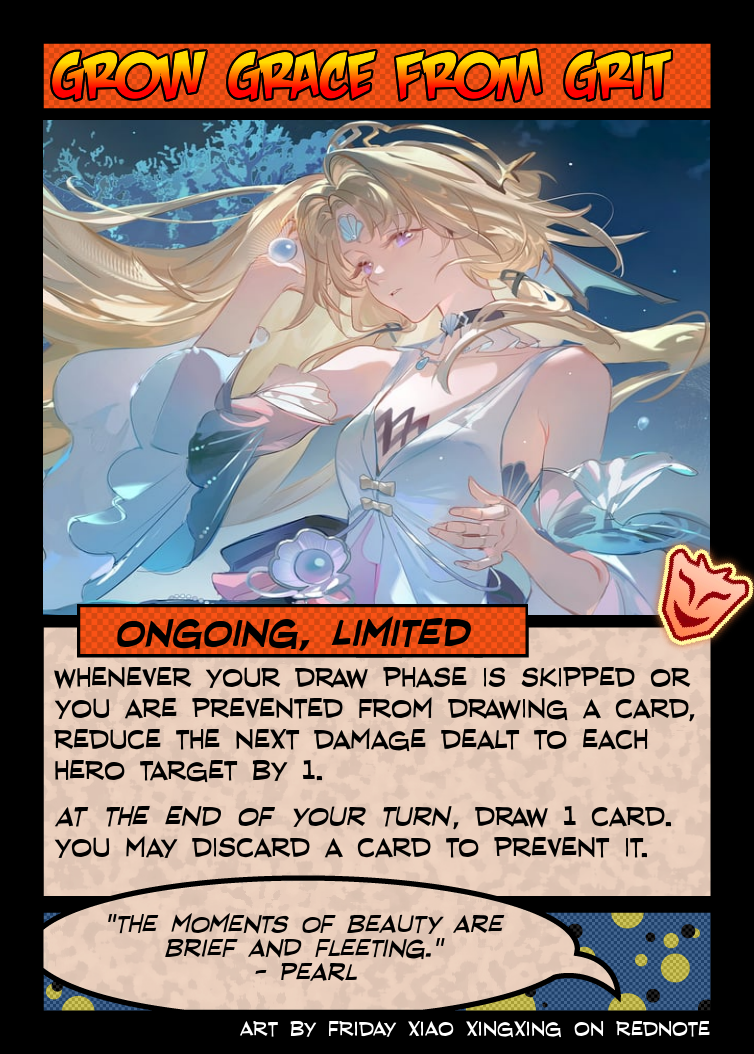 GROW GRACE FROM GRIT
ONGOING, LIMITED
WHENEVER YOUR DRAW PHASE IS SKIPPED OR
YOU ARE PREVENTED FROM DRAWING A CARD,
REDUCE THE NEXT DAMAGE DEALT TO EACH
HERO TARGET BY 1.
AT THE END OF YOUR TURN, DRAW 1 CARD.
YOU MAY DISCARD A CARD TO PREVENT IT.
"THE MOMENTS OF BEAUTY ARE
BRIEF AND FLEETING."
- PEARL
ART BY FRIDAY XIAO XINGXING ON REDNOTE